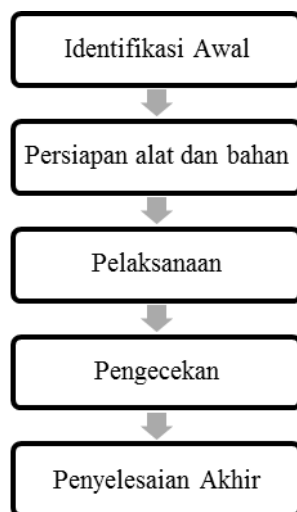 Identifikasi Awal
Persiapan alat dan bahan
Pelaksanaan
Pengecekan
Penyelesaian Akhir